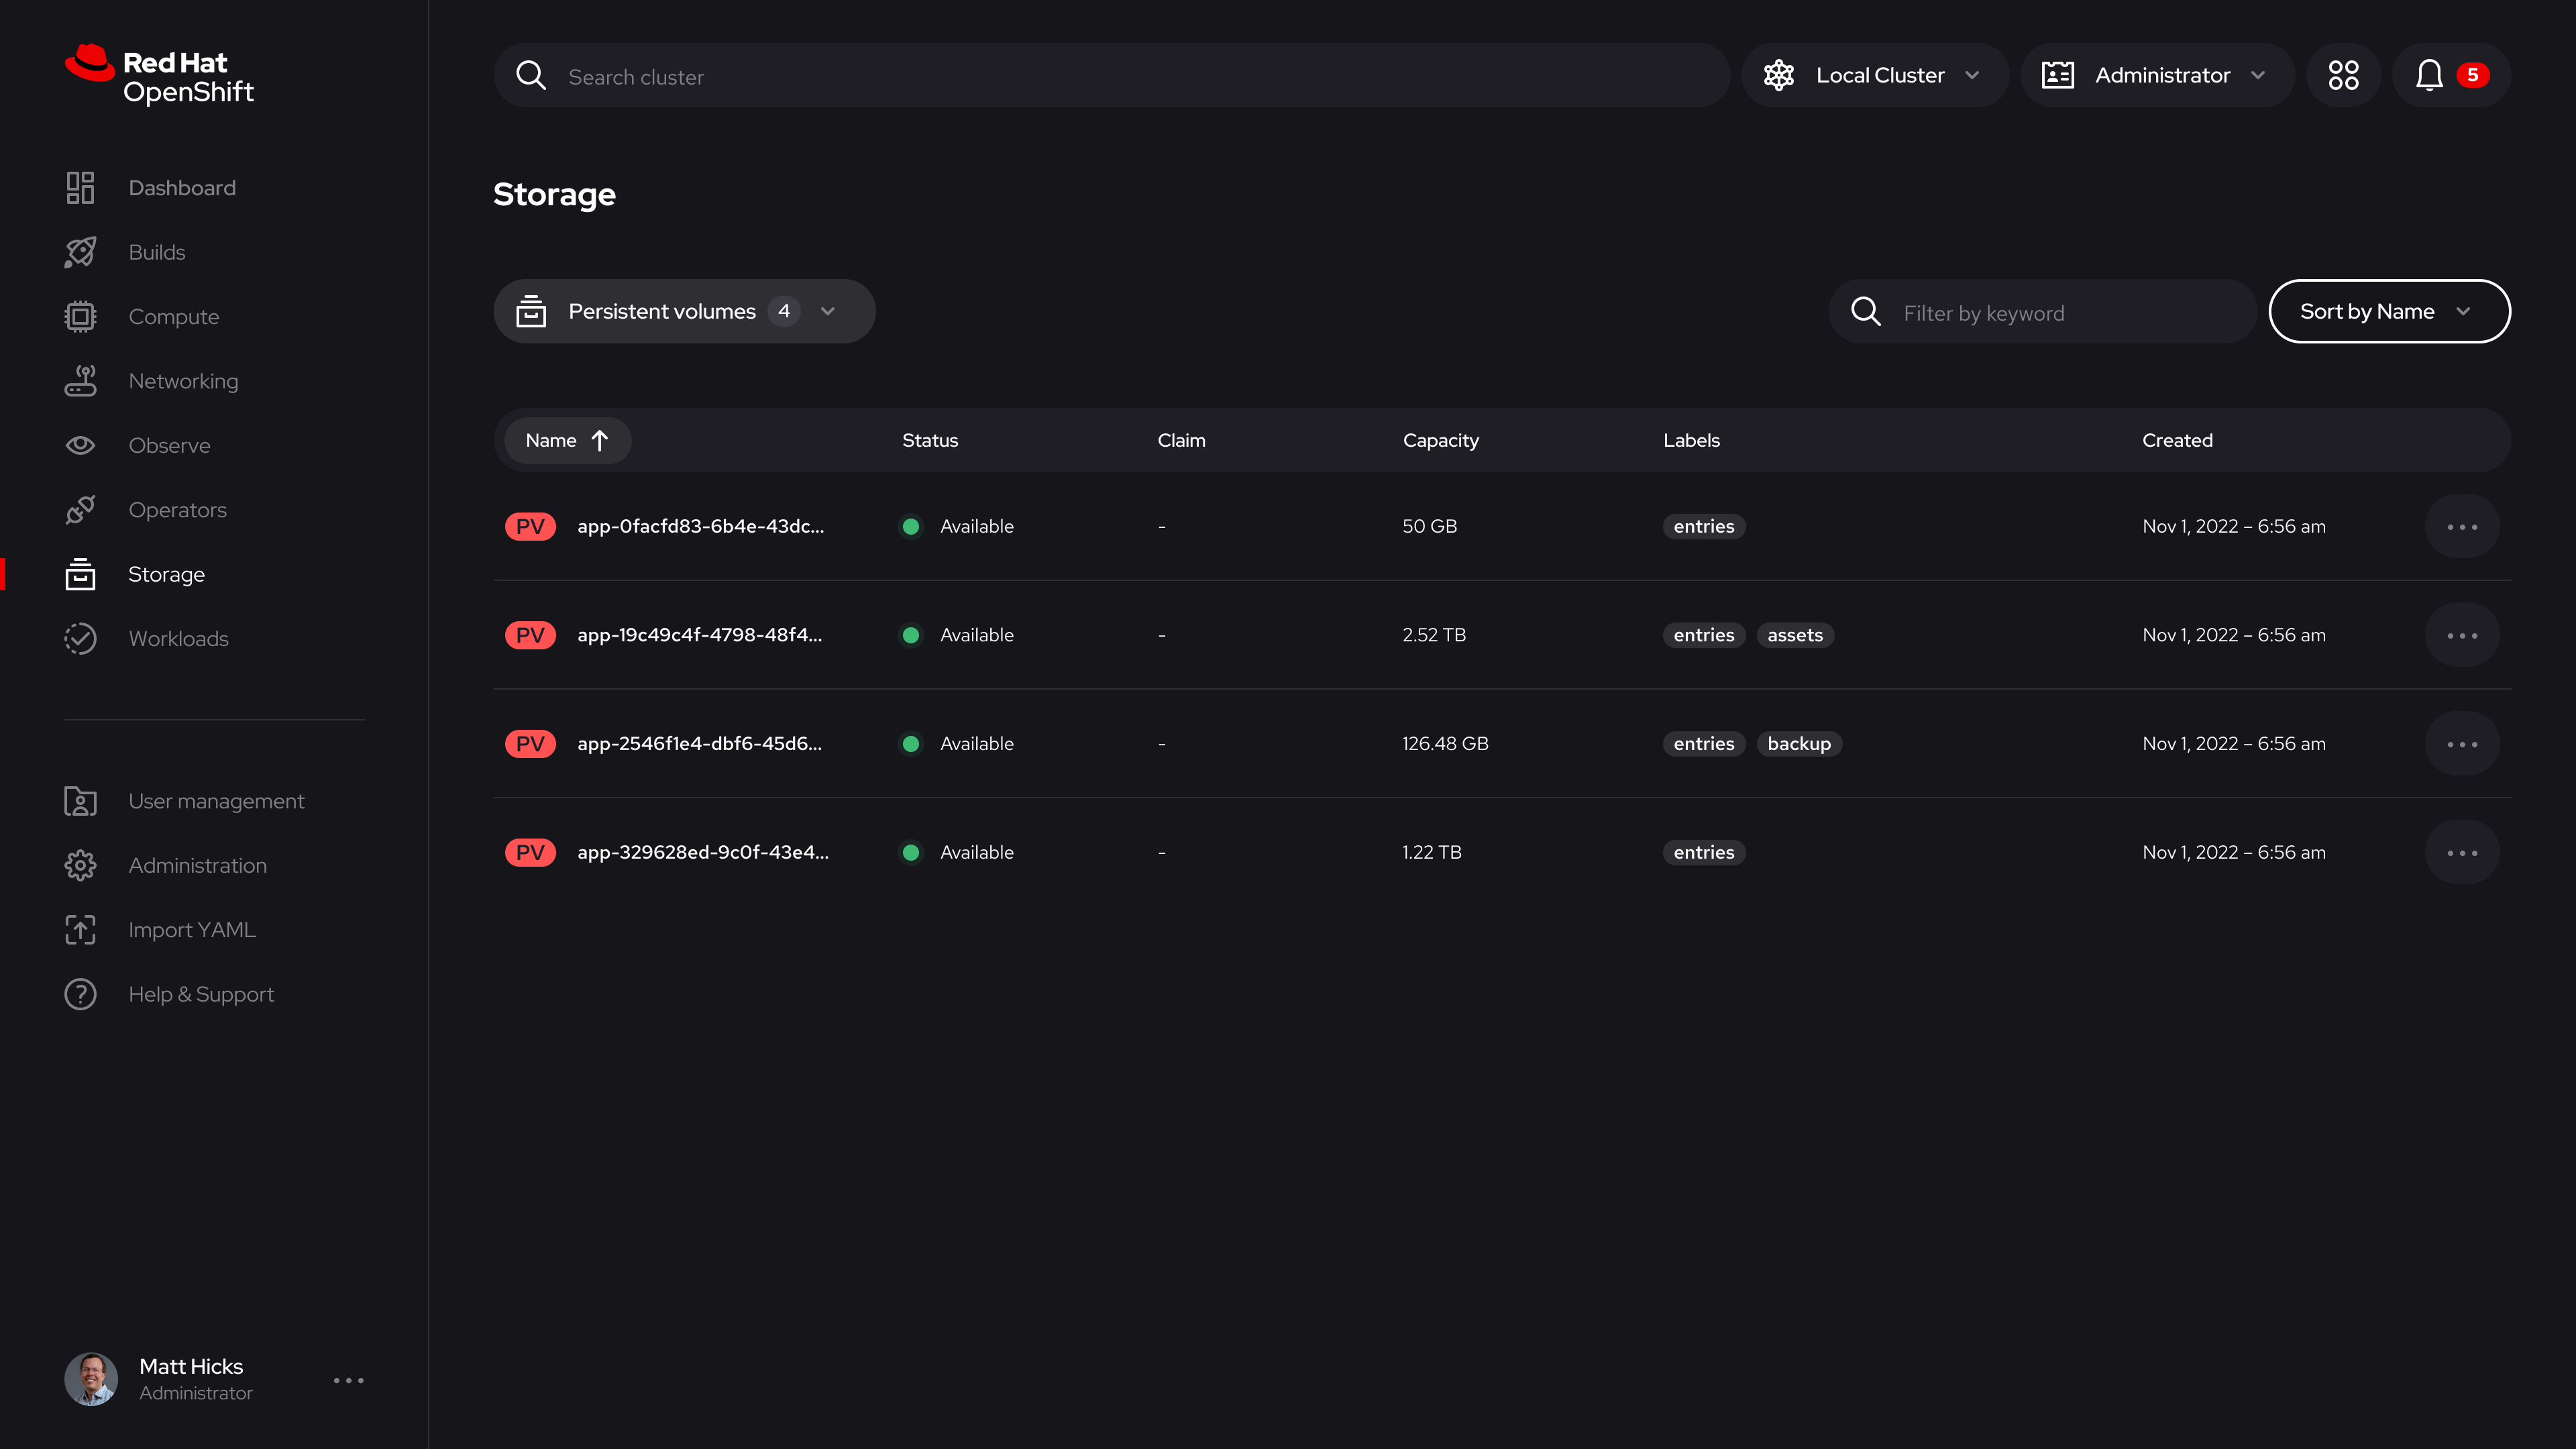 Red Hat
OpenShift
Search cluster
Local Cluster
Administrator
5
Dashboard
Builds
Compute
Networking
Observe
Operators
Storage
Workloads
User management
Administration
Import YAML
Help & Support
Matt Hicks
Administrator
Storage
Persistent volumes 4
Filter by keyword
Sort by Name
Name Status Claim Capacity Labels Created
PV app-0facfd83-6b4e-43dc... Available - 50 GB entries Nov 1, 2022 – 6:56 am
PV app-19c49c4f-4798-48f4... Available - 2.52 TB entries assets Nov 1, 2022 – 6:56 am
PV app-2546f1e4-dbf6-45d6... Available - 126.48 GB entries backup Nov 1, 2022 – 6:56 am
PV app-329628ed-9c0f-43e4... Available - 1.22 TB entries Nov 1, 2022 – 6:56 am